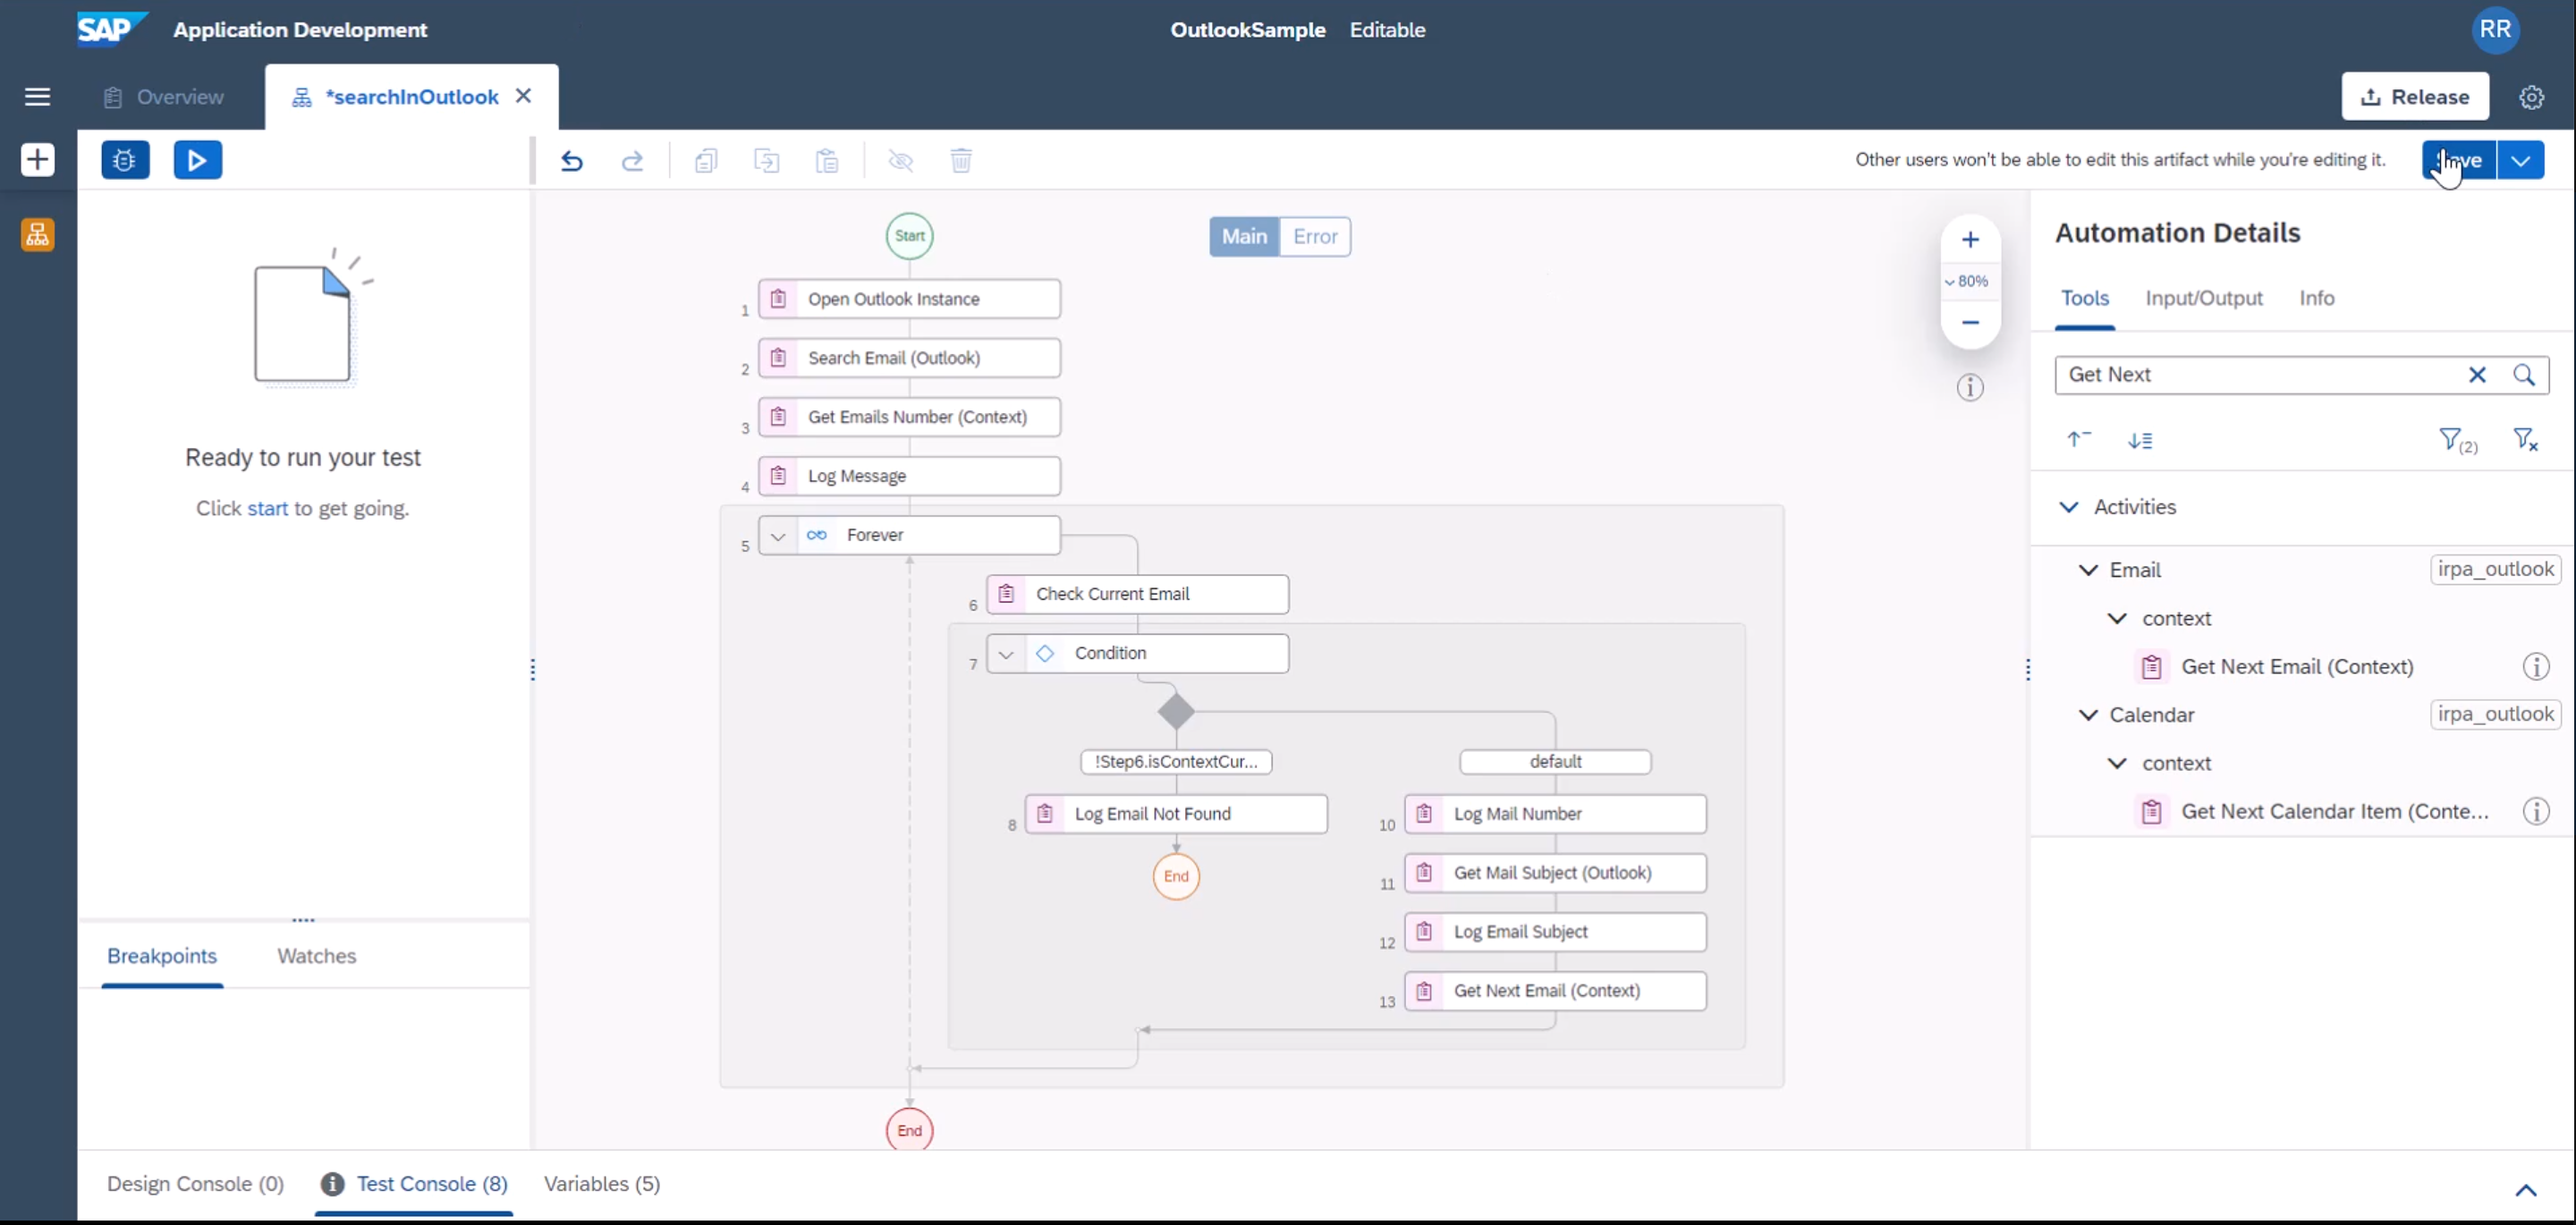 SAP Application Development
OutlookSample Editable
RR
Overview
*searchInOutlook
Release
Other users won't be able to edit this artifact while you're editing it.
Ready to run your test
Click start to get going.
Breakpoints Watches
Start
Main Error
80%
1 Open Outlook Instance
2 Search Email (Outlook)
3 Get Emails Number (Context)
4 Log Message
5 Forever
6 Check Current Email
7 Condition
!Step6.isContextCur...
default
8 Log Email Not Found
End
10 Log Mail Number
11 Get Mail Subject (Outlook)
12 Log Email Subject
13 Get Next Email (Context)
End
Automation Details
Tools Input/Output Info
Get Next
(2)
Activities
Email irpa_outlook
context
Get Next Email (Context)
Calendar irpa_outlook
context
Get Next Calendar Item (Conte...
Design Console (0) Test Console (8) Variables (5)